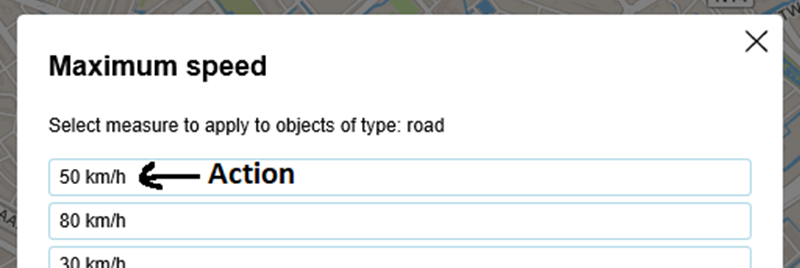 Maximum speed
Select measure to apply to objects of type: road
50 km/h Action
80 km/h
30 km/h